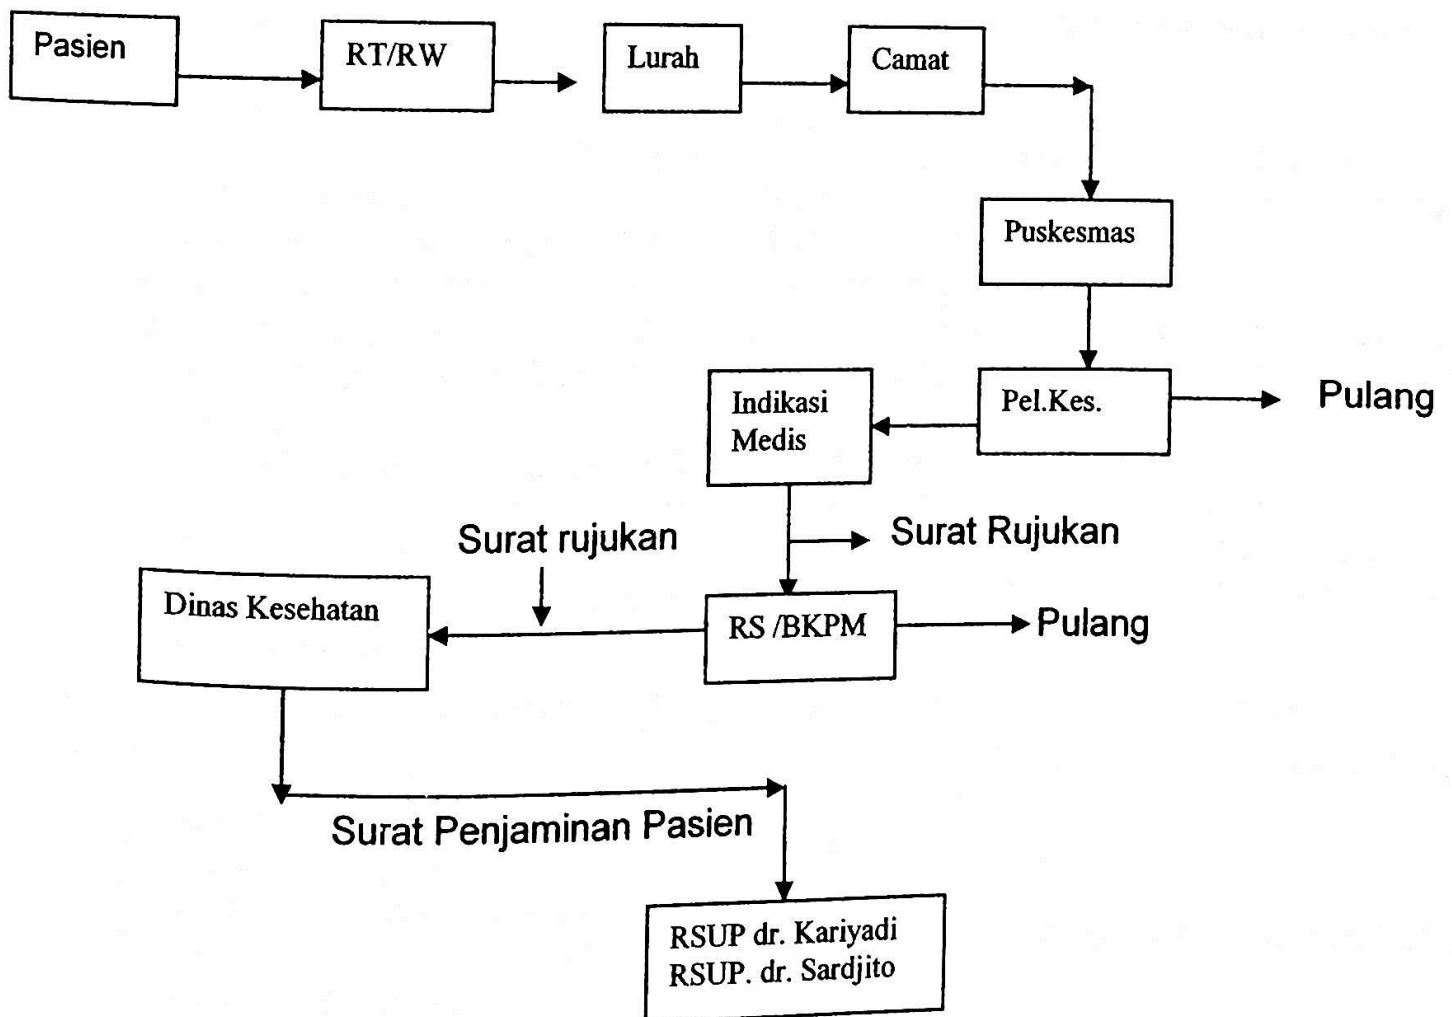 Pasien
RT/RW
Lurah
Camat
Puskesmas
Pel.Kes.
Pulang
Indikasi
Medis
Surat Rujukan
Surat rujukan
Dinas Kesehatan
RS /BKPM
Pulang
Surat Penjaminan Pasien
RSUP dr. Kariyadi
RSUP. dr. Sardjito